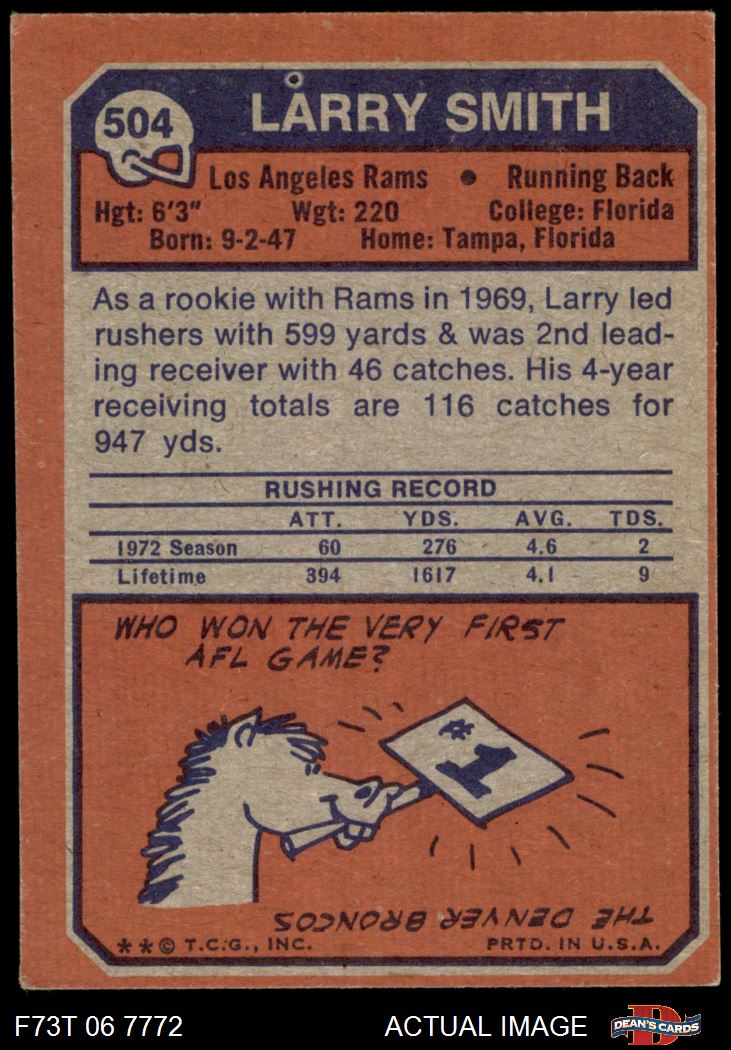 504
LARRY SMITH
Los Angeles Rams • Running Back
Hgt: 6'3" Wgt: 220 College: Florida
Born: 9-2-47 Home: Tampa, Florida
As a rookie with Rams in 1969, Larry led
rushers with 599 yards & was 2nd lead-
ing receiver with 46 catches. His 4-year
receiving totals are 116 catches for
947 yds.
RUSHING RECORD
ATT. YDS. AVG. TDS.
1972 Season 60 276 4.6 2
Lifetime 394 1617 4.1 9
WHO WON THE VERY FIRST
AFL GAME?
#1
THE DENVER BRONCOS
**© T.C.G., INC. PRTD. IN U.S.A.
F73T 06 7772 ACTUAL IMAGE
D
DEAN'S CARDS